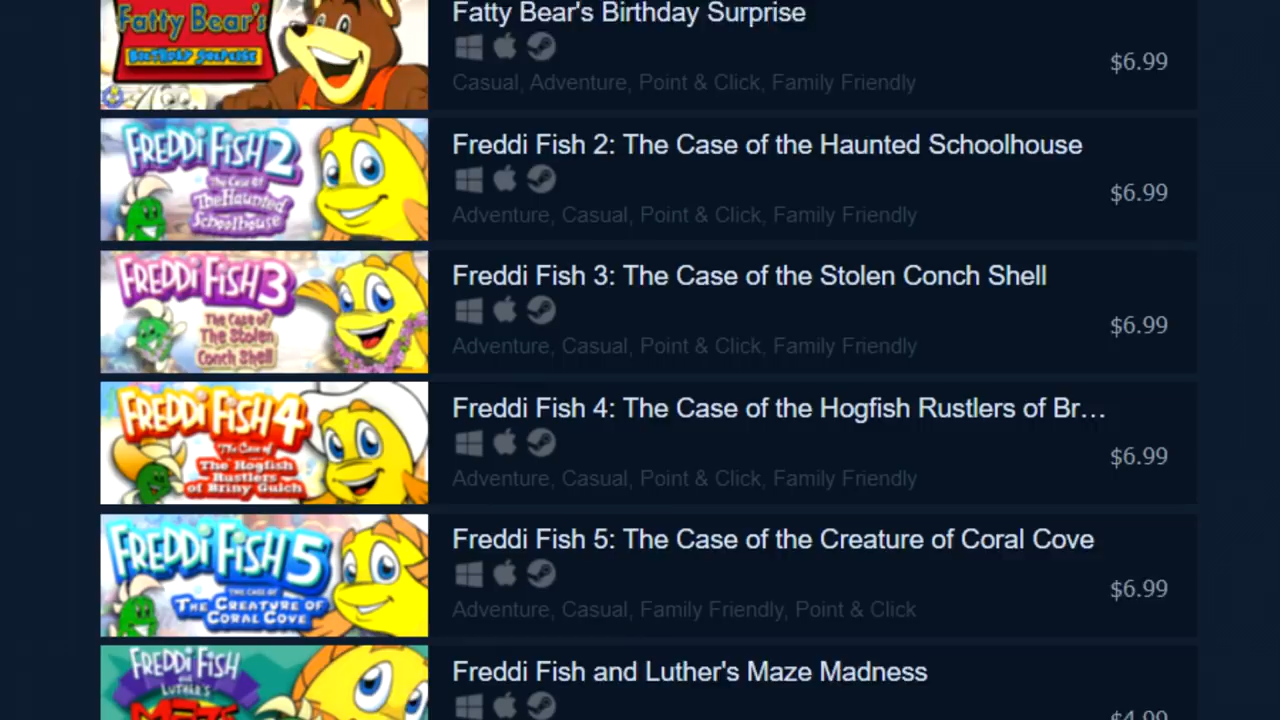 Fatty Bear's
BIRTHDAY SURPRISE
Fatty Bear's Birthday Surprise
$6.99
Casual, Adventure, Point & Click, Family Friendly
FREDDI FISH 2
The Case Of
The Haunted
Schoolhouse
Freddi Fish 2: The Case of the Haunted Schoolhouse
$6.99
Adventure, Casual, Point & Click, Family Friendly
FREDDI FISH 3
The Case of
The Stolen
Conch Shell
Freddi Fish 3: The Case of the Stolen Conch Shell
$6.99
Adventure, Casual, Point & Click, Family Friendly
FREDDI FISH 4
The Case of
The Hogfish
Rustlers
of Briny Gulch
Freddi Fish 4: The Case of the Hogfish Rustlers of Br...
$6.99
Adventure, Casual, Point & Click, Family Friendly
FREDDI FISH 5
THE CASE OF
THE CREATURE OF
CORAL COVE
Freddi Fish 5: The Case of the Creature of Coral Cove
$6.99
Adventure, Casual, Family Friendly, Point & Click
FREDDI FISH
and
LUTHER'S
MAZE
Freddi Fish and Luther's Maze Madness
$4.99